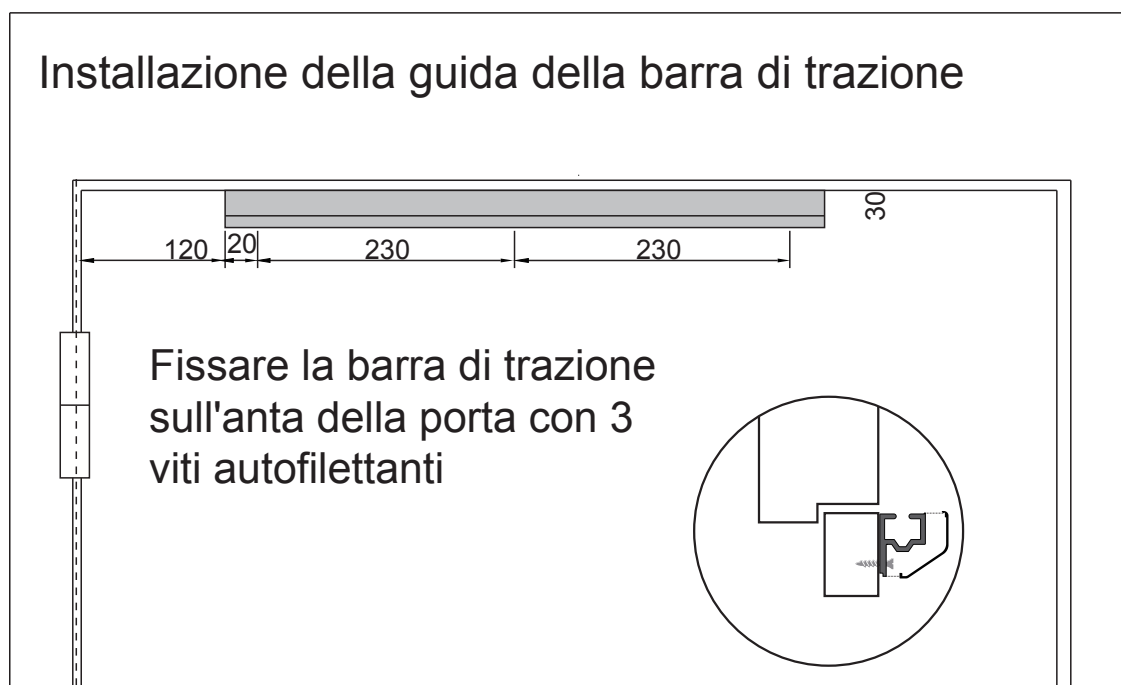 Installazione della guida della barra di trazione
30
120 20 230 230
Fissare la barra di trazione
sull'anta della porta con 3
viti autofilettanti